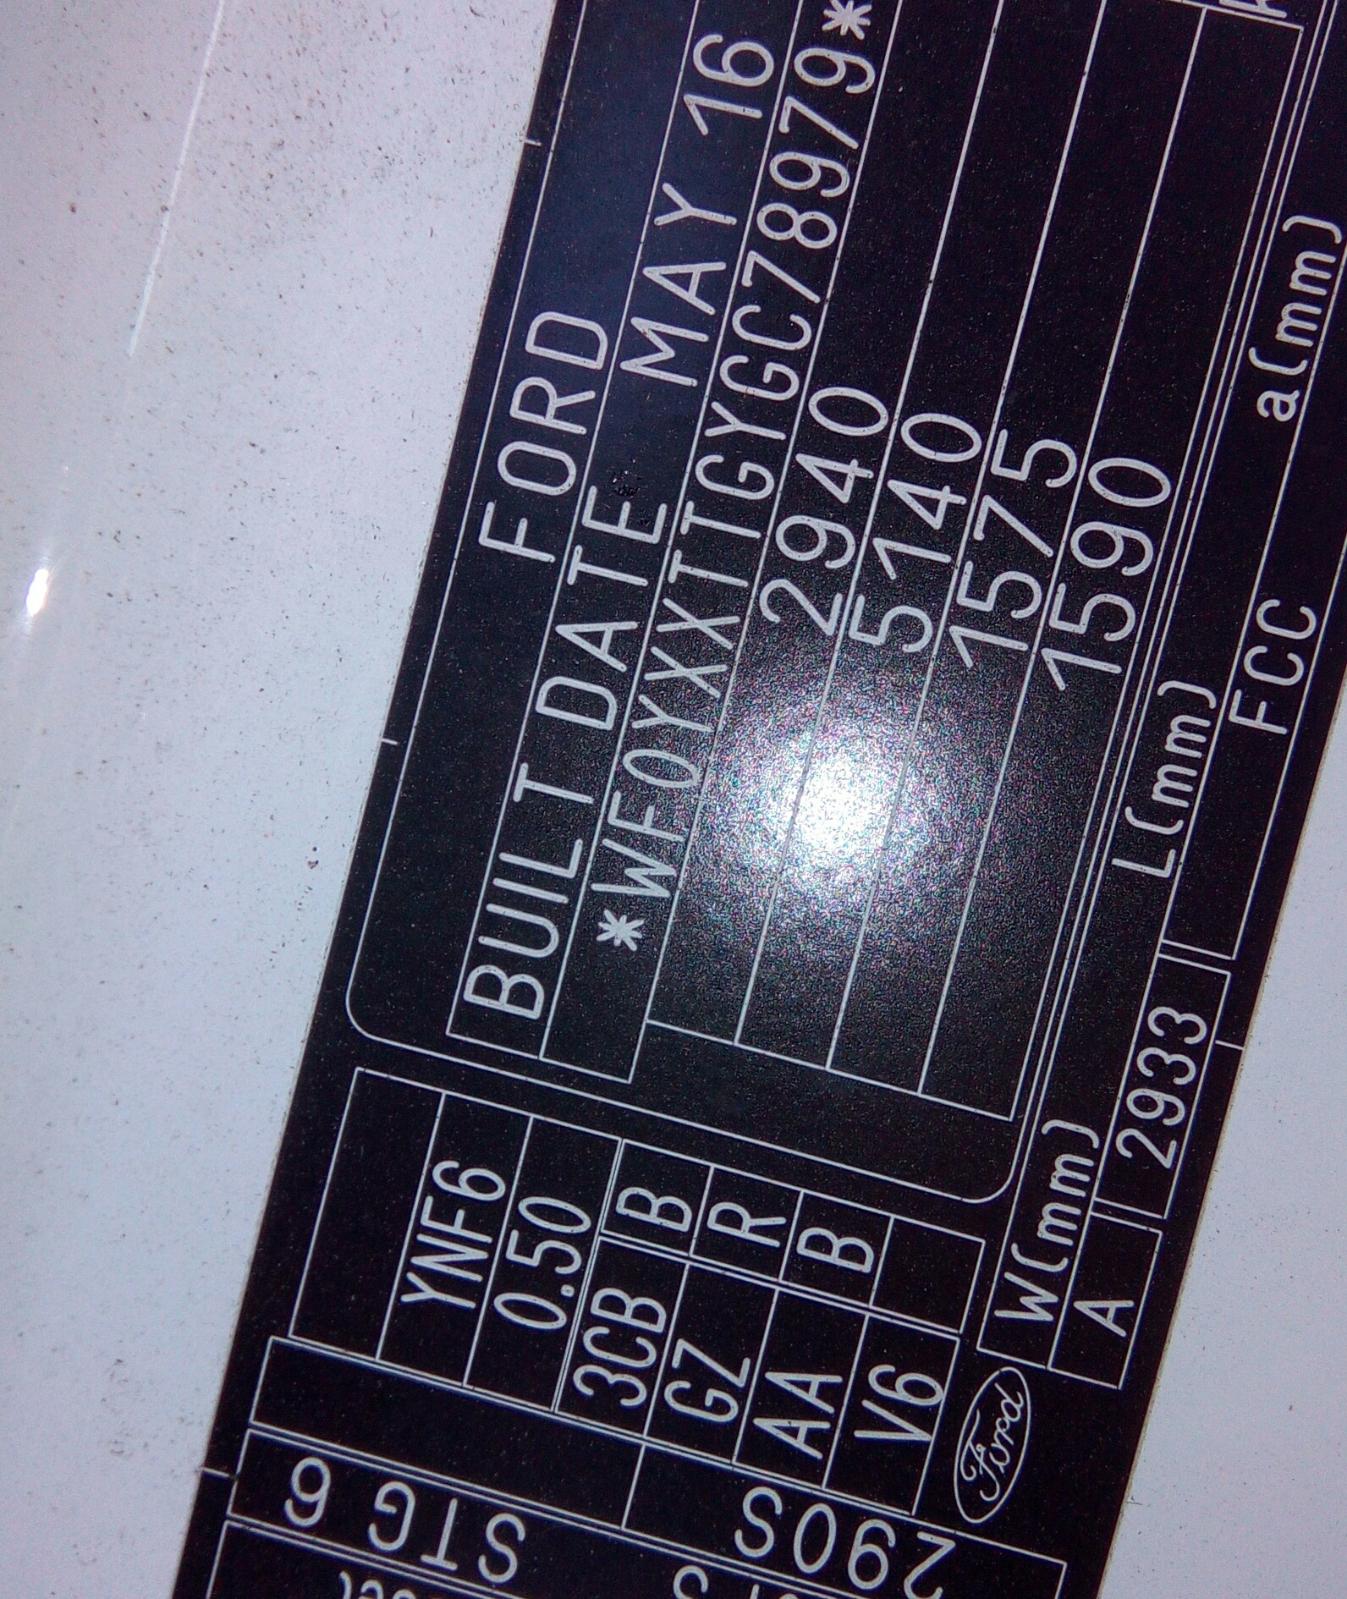 FORD
BUILT DATE MAY 16
*WF0YXXTTGYGC78979*
2940
5140
1575
1590
W(mm) L(mm) a(mm)
A 2933 FCC
YNF6
0.50
3CB B
GZ R
AA B
V6
Ford
STG 6
290S